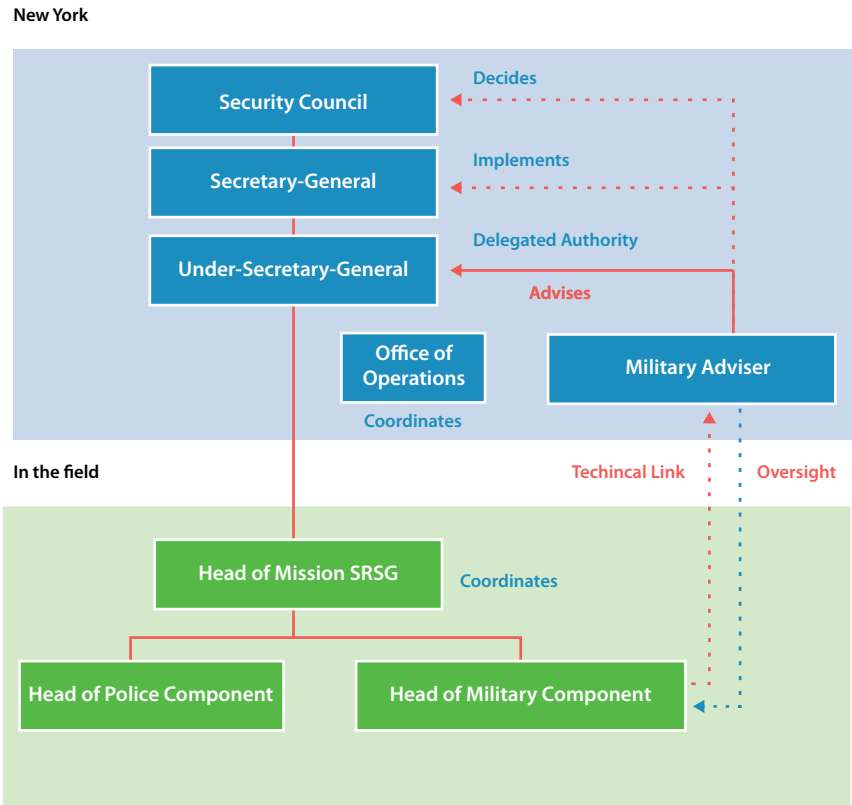 New York
Security Council
Decides
Secretary-General
Implements
Under-Secretary-General
Delegated Authority
Advises
Office of
Operations
Coordinates
Military Adviser
In the field
Techincal Link
Oversight
Head of Mission SRSG
Coordinates
Head of Police Component
Head of Military Component